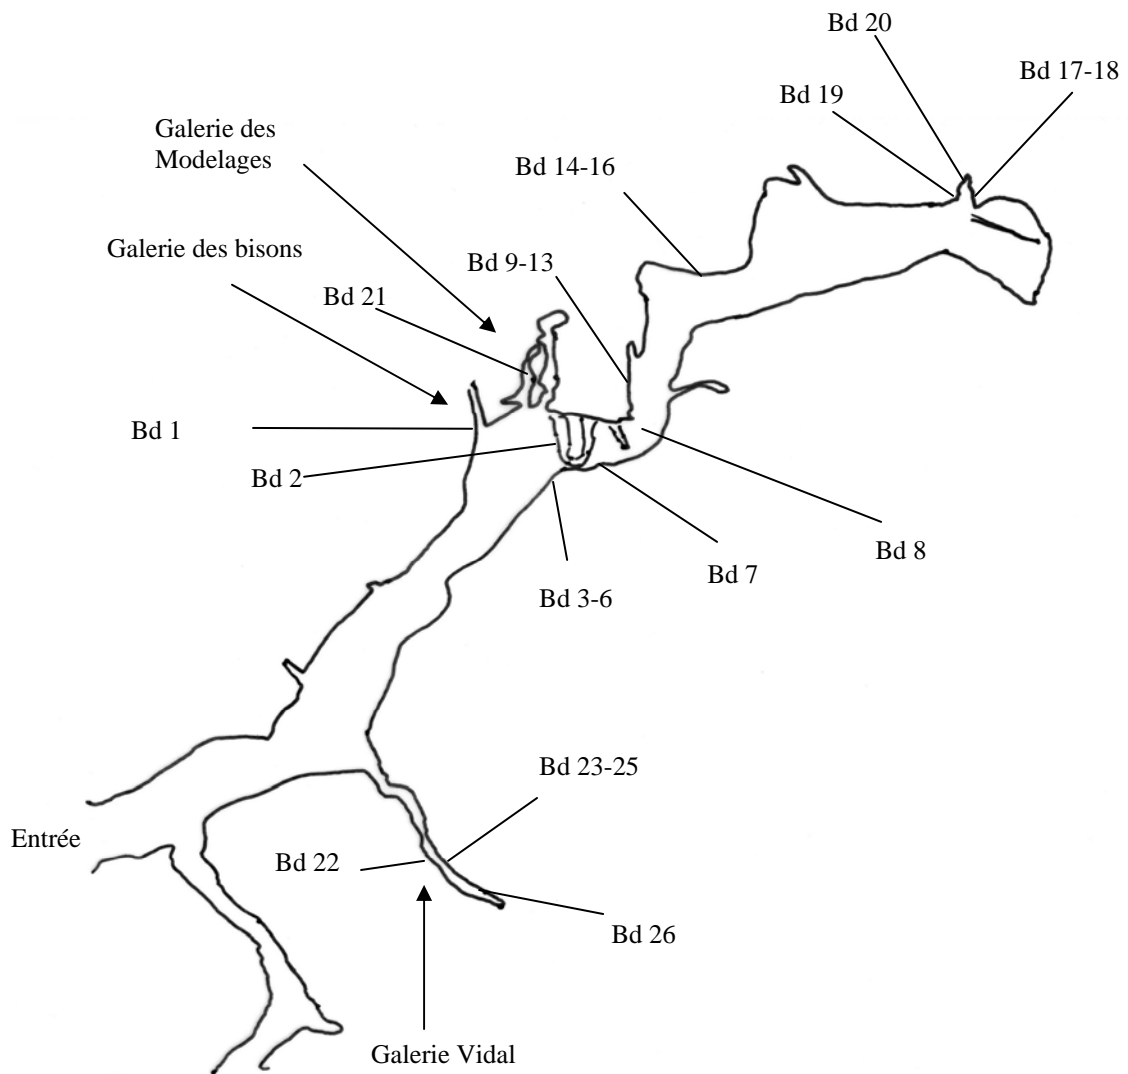 Bd 20
Bd 17-18
Bd 19
Galerie des
Modelages
Bd 14-16
Galerie des bisons
Bd 9-13
Bd 21
Bd 1
Bd 2
Bd 8
Bd 7
Bd 3-6
Bd 23-25
Entrée
Bd 22
Bd 26
Galerie Vidal